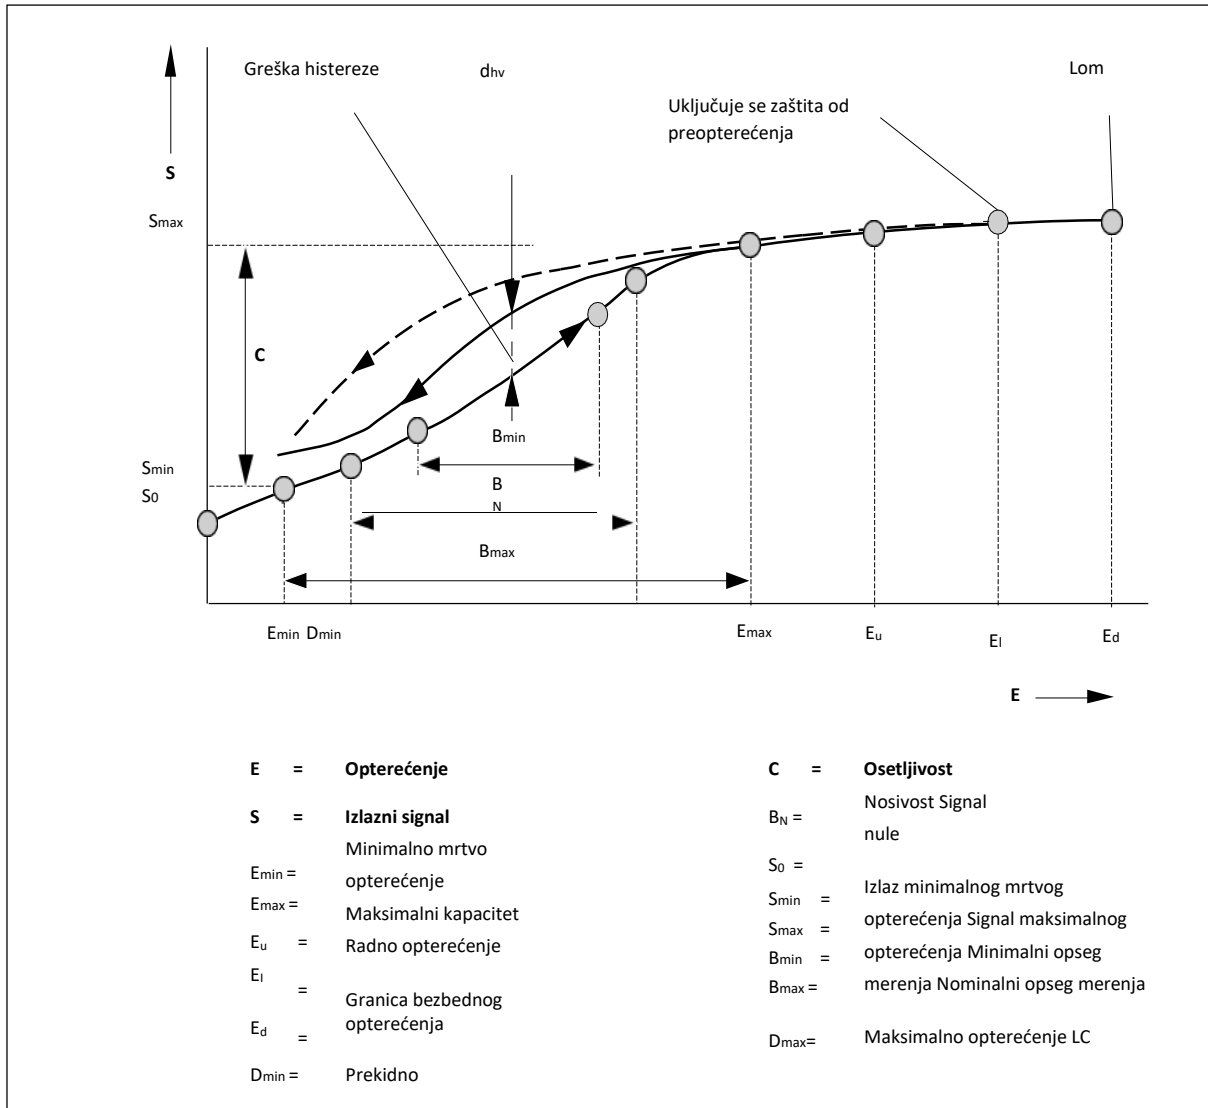 Greška histereze
dhv
Lom
Uključuje se zaštita od
preopterećenja
S
Smax
C
Smin
S0
Bmin
B
N
Bmax
Emin Dmin
Emax
Eu
El
Ed
E
E = Opterećenje
S = Izlazni signal
Minimalno mrtvo
Emin = opterećenje
Emax = Maksimalni kapacitet
Eu = Radno opterećenje
El
= Granica bezbednog
Ed = opterećenja
Dmin = Prekidno
C = Osetljivost
Nosivost Signal
BN =
nule
S0 =
Izlaz minimalnog mrtvog
Smin =
opterećenja Signal maksimalnog
Smax =
opterećenja Minimalni opseg
Bmin =
merenja Nominalni opseg merenja
Bmax =
Dmax= Maksimalno opterećenje LC